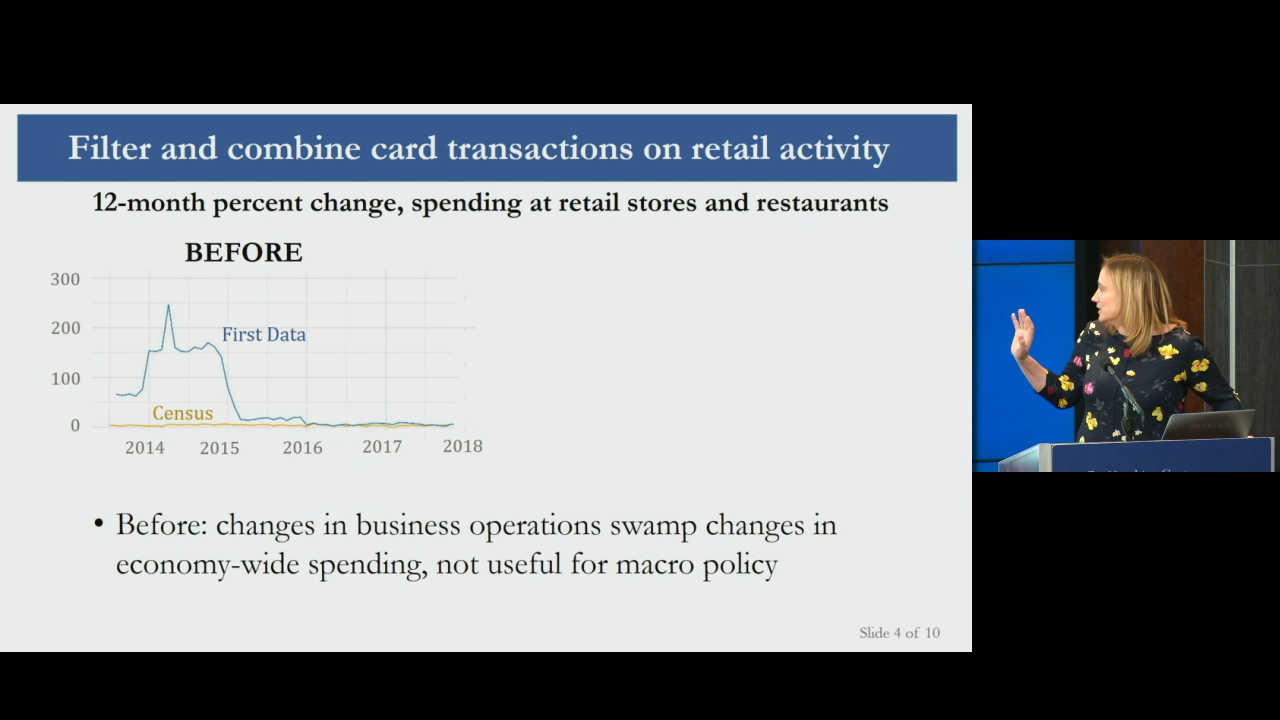 Filter and combine card transactions on retail activity
12-month percent change, spending at retail stores and restaurants
BEFORE
300
200
100
0
First Data
Census
2014 2015 2016 2017 2018
• Before: changes in business operations swamp changes in
economy-wide spending, not useful for macro policy
Slide 4 of 10